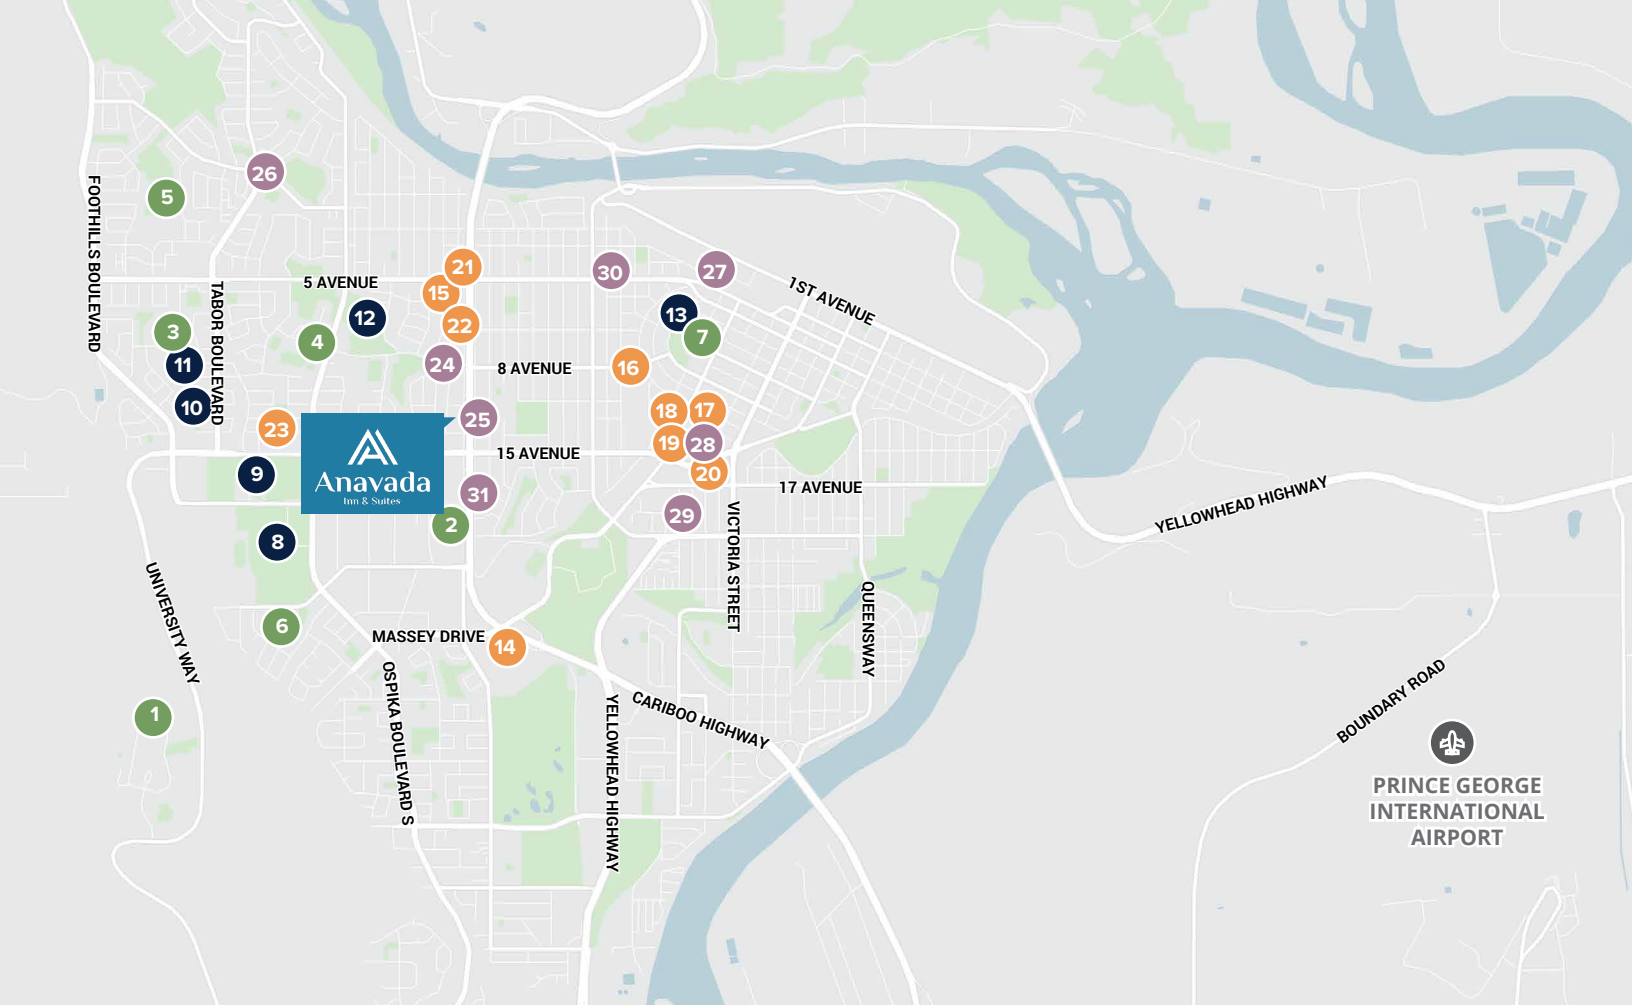 26
5
FOOTHILLS BOULEVARD
21
30
27
5 AVENUE
TABOR BOULEVARD
15
1ST AVENUE
12
13
3
22
4
7
11
24
8 AVENUE
16
10
18
17
25
23
19
28
15 AVENUE
9
Anavada
Inn & Suites
20
17 AVENUE
31
29
2
YELLOWHEAD HIGHWAY
VICTORIA STREET
8
UNIVERSITY WAY
QUEENSWAY
6
MASSEY DRIVE
14
OSPIKA BOULEVARD S
1
YELLOWHEAD HIGHWAY
CARIBOO HIGHWAY
BOUNDARY ROAD
PRINCE GEORGE
INTERNATIONAL
AIRPORT